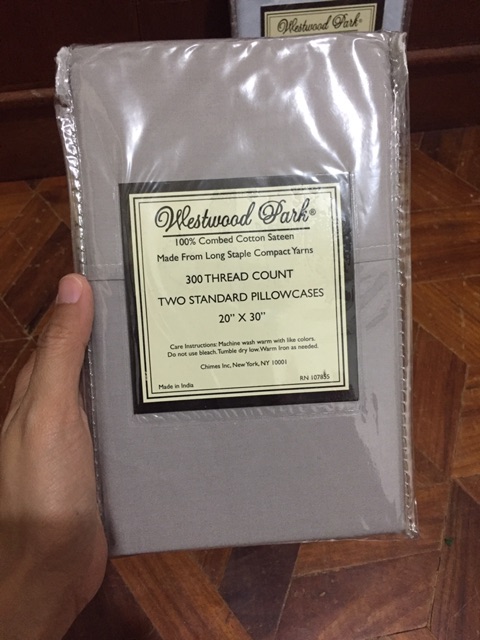 Westwood Park®
Westwood Park®
100% Combed Cotton Sateen
Made From Long Staple Compact Yarns
300 THREAD COUNT
TWO STANDARD PILLOWCASES
20" X 30"
Care Instructions: Machine wash warm with like colors.
Do not use bleach. Tumble dry low. Warm Iron as needed.
Chimes Inc, New York, NY 10001
Made in India
RN 107835